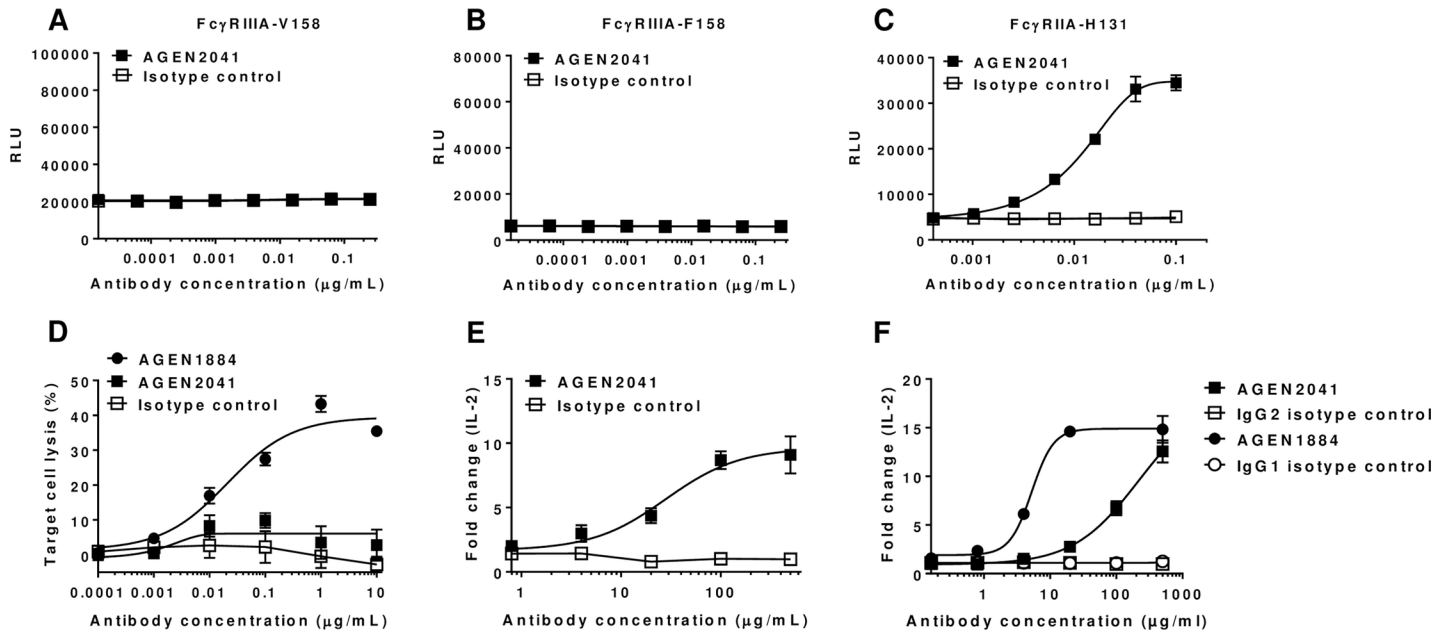 A
FcγRIIIA-V158
AGEN2041
Isotype control
100000
80000
60000
40000
20000
0
RLU
0.0001
0.001
0.01
0.1
Antibody concentration (μg/mL)
B
FcγRIIIA-F158
AGEN2041
Isotype control
80000
60000
40000
20000
0
RLU
0.0001
0.001
0.01
0.1
Antibody concentration (μg/mL)
C
FcγRIIA-H131
AGEN2041
Isotype control
40000
30000
20000
10000
0
RLU
0.001
0.01
0.1
Antibody concentration (μg/mL)
D
AGEN1884
AGEN2041
Isotype control
50
40
30
20
10
0
Target cell lysis (%)
0.0001
0.001
0.01
0.1
1
10
Antibody concentration (μg/mL)
E
AGEN2041
Isotype control
15
10
5
0
Fold change (IL-2)
1
10
100
Antibody concentration (μg/mL)
F
20
15
10
5
0
Fold change (IL-2)
1
10
100
1000
Antibody concentration (μg/ml)
AGEN2041
IgG2 isotype control
AGEN1884
IgG1 isotype control